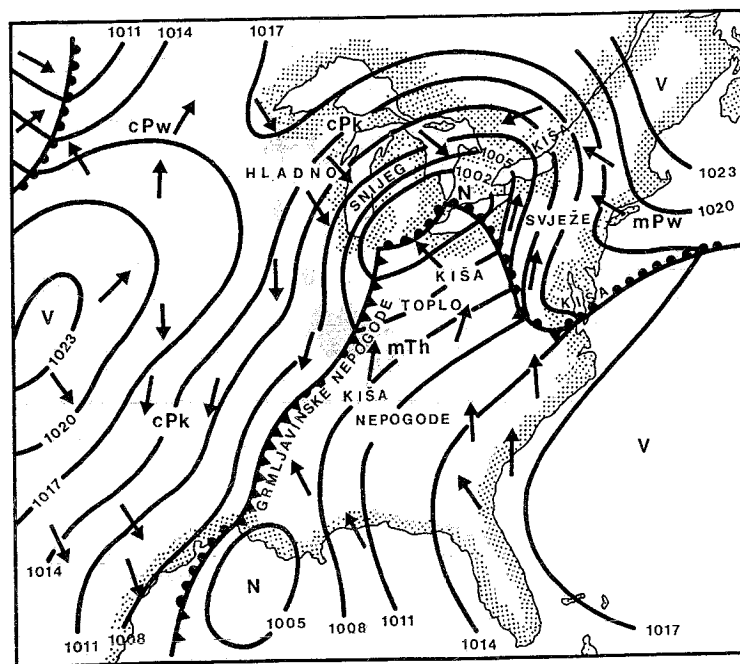 1011
1014
1017
cPw
cPk
V
HLADNO
SNIJEG
1005
1002
KIŠA
N
1023
1020
SVJEŽE
mPw
KIŠA
KIŠA
TOPLO
V
1023
mTh
KIŠA
NEPOGODE
GRMLJAVINSKE NEPOGODE
1020
cPk
V
1017
1014
N
1011
1008
1005
1008
1011
1014
1017